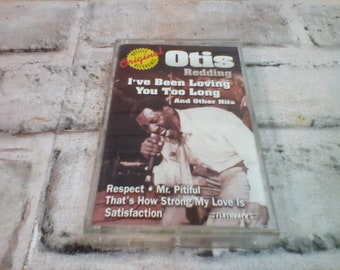 Original
Otis
Redding
I've Been Loving
You Too Long
And Other Hits
Respect • Mr. Pitiful
That's How Strong My Love Is
Satisfaction
FLASHBACK